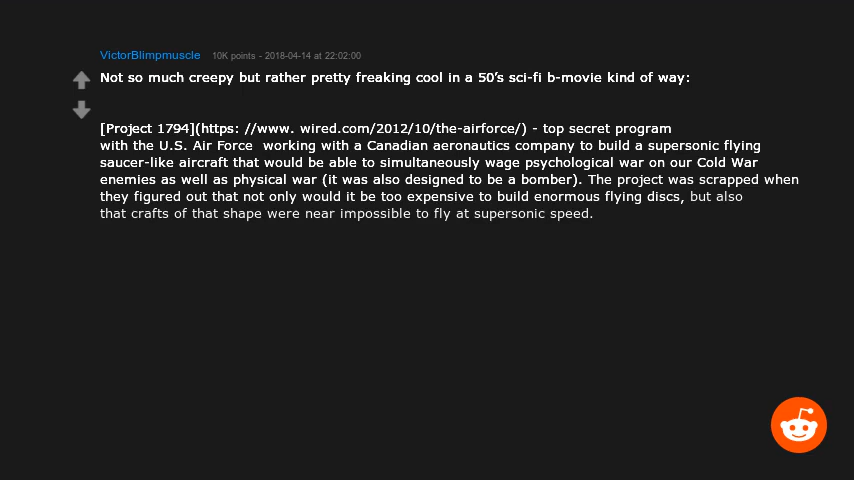 VictorBlimpmuscle 10K points - 2018-04-14 at 22:02:00
Not so much creepy but rather pretty freaking cool in a 50’s sci-fi b-movie kind of way:
[Project 1794](https: //www. wired.com/2012/10/the-airforce/) - top secret program
with the U.S. Air Force  working with a Canadian aeronautics company to build a supersonic flying
saucer-like aircraft that would be able to simultaneously wage psychological war on our Cold War
enemies as well as physical war (it was also designed to be a bomber). The project was scrapped when
they figured out that not only would it be too expensive to build enormous flying discs, but also
that crafts of that shape were near impossible to fly at supersonic speed.